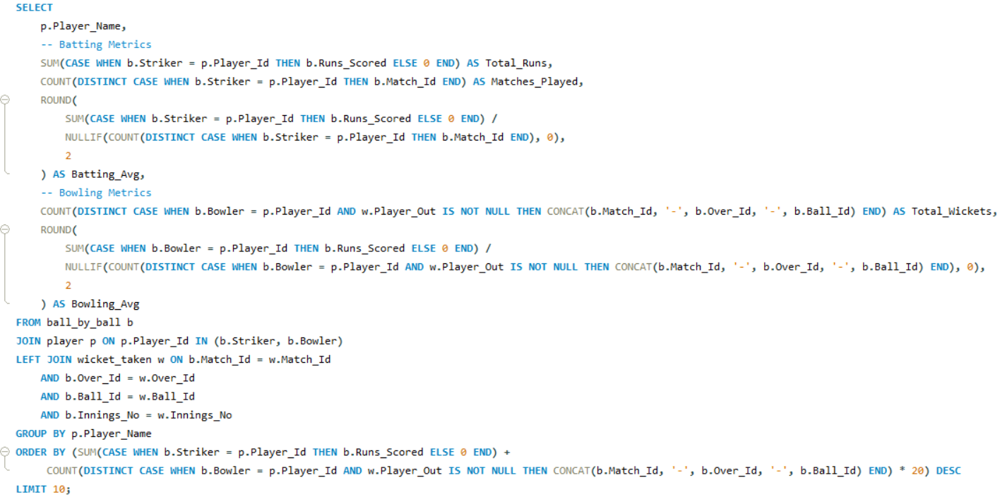 SELECT
p.Player_Name,
-- Batting Metrics
SUM(CASE WHEN b.Striker = p.Player_Id THEN b.Runs_Scored ELSE 0 END) AS Total_Runs,
COUNT(DISTINCT CASE WHEN b.Striker = p.Player_Id THEN b.Match_Id END) AS Matches_Played,
ROUND(
SUM(CASE WHEN b.Striker = p.Player_Id THEN b.Runs_Scored ELSE 0 END) /
NULLIF(COUNT(DISTINCT CASE WHEN b.Striker = p.Player_Id THEN b.Match_Id END), 0),
2
) AS Batting_Avg,
-- Bowling Metrics
COUNT(DISTINCT CASE WHEN b.Bowler = p.Player_Id AND w.Player_Out IS NOT NULL THEN CONCAT(b.Match_Id, '-', b.Over_Id, '-', b.Ball_Id) END) AS Total_Wickets,
ROUND(
SUM(CASE WHEN b.Bowler = p.Player_Id THEN b.Runs_Scored ELSE 0 END) /
NULLIF(COUNT(DISTINCT CASE WHEN b.Bowler = p.Player_Id AND w.Player_Out IS NOT NULL THEN CONCAT(b.Match_Id, '-', b.Over_Id, '-', b.Ball_Id) END), 0),
2
) AS Bowling_Avg
FROM ball_by_ball b
JOIN player p ON p.Player_Id IN (b.Striker, b.Bowler)
LEFT JOIN wicket_taken w ON b.Match_Id = w.Match_Id
AND b.Over_Id = w.Over_Id
AND b.Ball_Id = w.Ball_Id
AND b.Innings_No = w.Innings_No
GROUP BY p.Player_Name
ORDER BY (SUM(CASE WHEN b.Striker = p.Player_Id THEN b.Runs_Scored ELSE 0 END) +
COUNT(DISTINCT CASE WHEN b.Bowler = p.Player_Id AND w.Player_Out IS NOT NULL THEN CONCAT(b.Match_Id, '-', b.Over_Id, '-', b.Ball_Id) END) * 20) DESC
LIMIT 10;